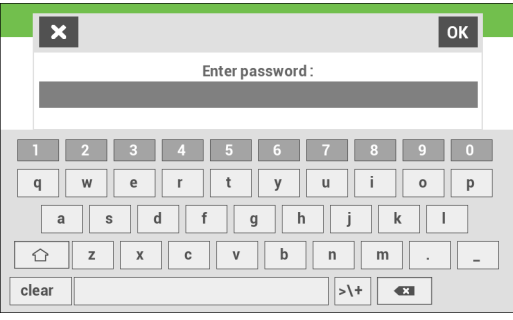 OK
Enter password :
1 2 3 4 5 6 7 8 9 0
q w e r t y u i o p
a s d f g h j k l
z x c v b n m . _
clear >\+